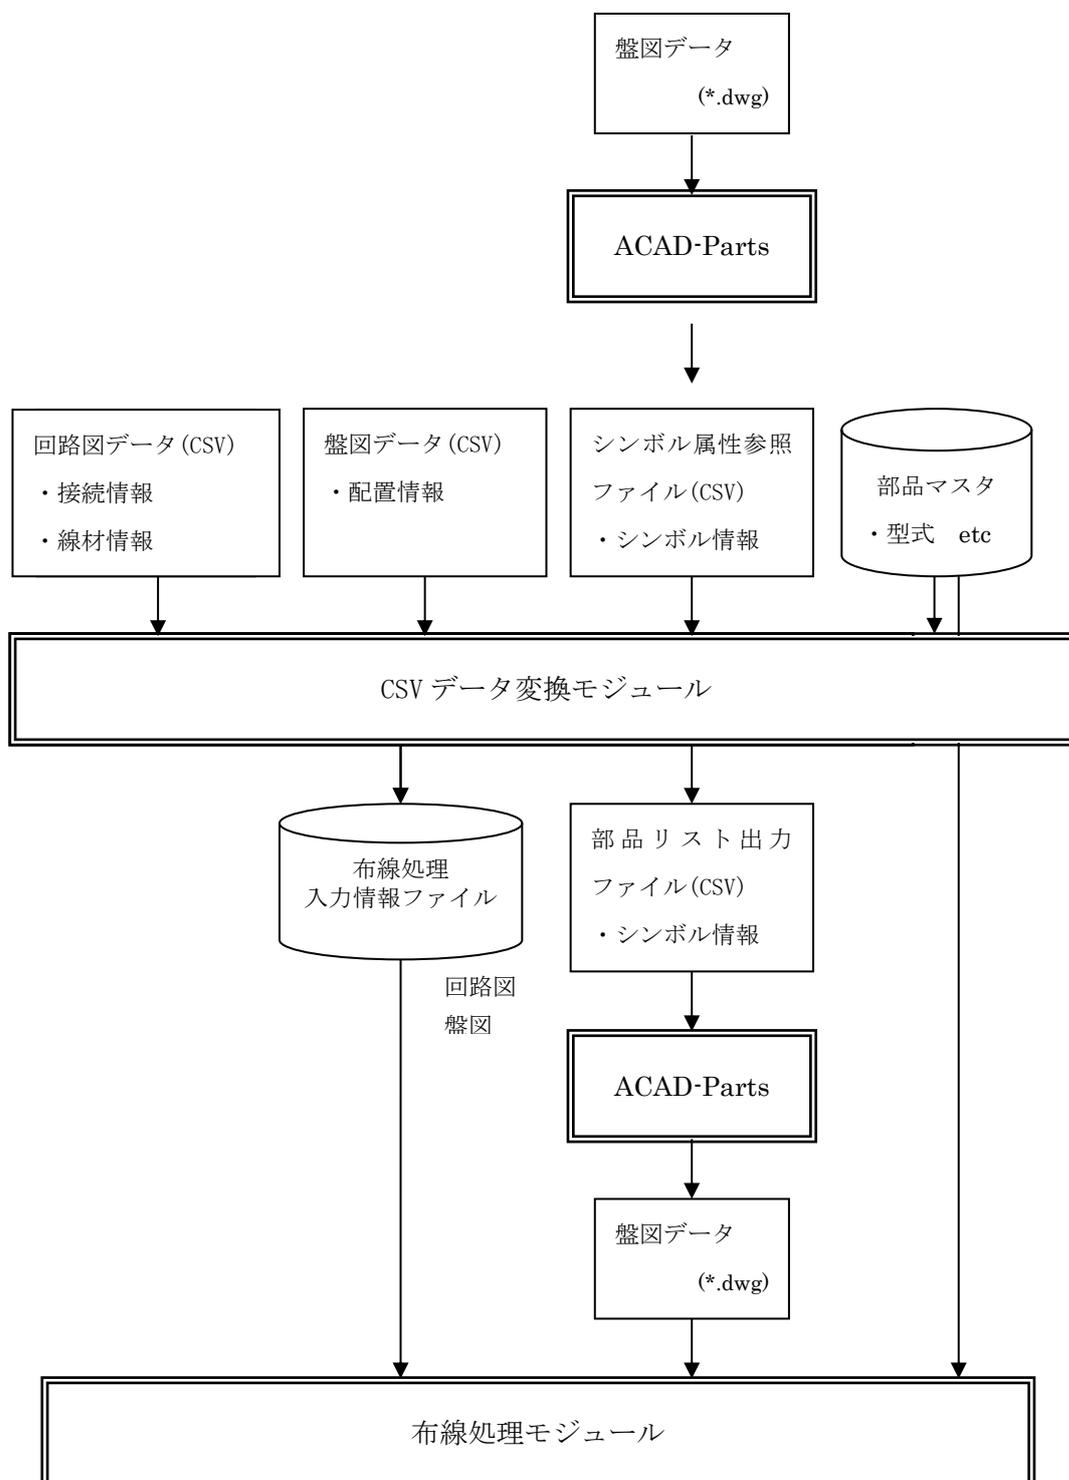 盤図データ
(*.dwg)
ACAD-Parts
回路図データ(CSV)
・接続情報
・線材情報
盤図データ(CSV)
・配置情報
シンボル属性参照
ファイル(CSV)
・シンボル情報
部品マスタ
・型式　etc
CSV データ変換モジュール
布線処理
入力情報ファイル
部品リスト出力
ファイル(CSV)
・シンボル情報
回路図
盤図
ACAD-Parts
盤図データ
(*.dwg)
布線処理モジュール